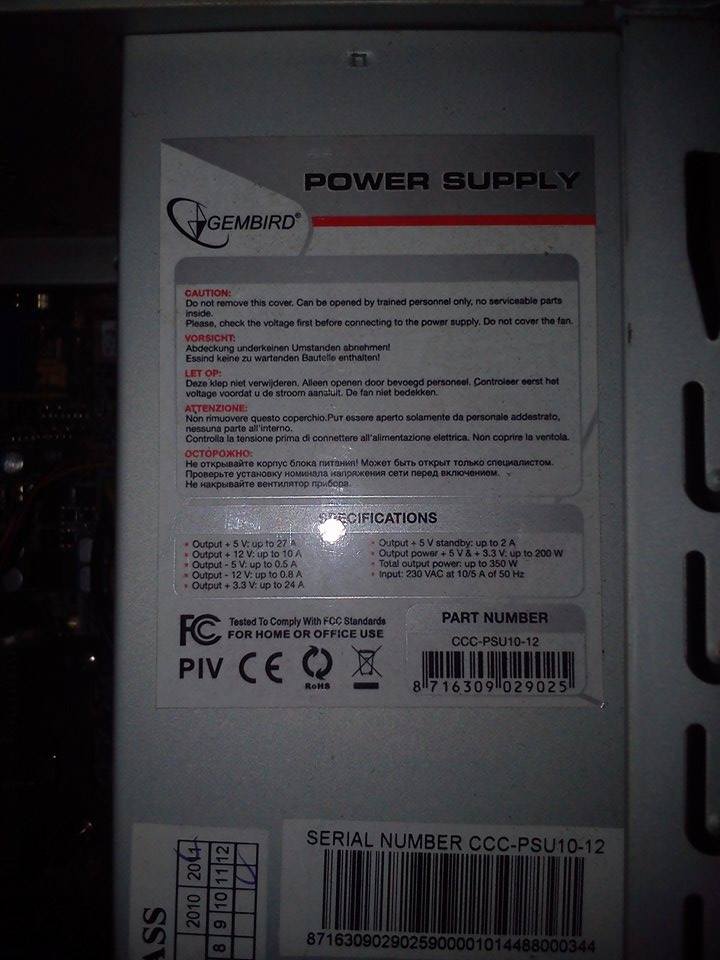 POWER SUPPLY
GEMBIRD®
CAUTION:
Do not remove this cover. Can be opened by trained personnel only, no serviceable parts
inside.
Please, check the voltage first before connecting to the power supply. Do not cover the fan.
VORSICHT:
Abdeckung underkeinen Umstanden abnehmen!
Essind keine zu wartenden Bautelle enthalten!
LET OP:
Deze klep niet verwijderen. Alleen openen door bevoegd personeel. Controleer eerst het
voltage voordat u de stroom aansluit. De fan niet bedekken.
ATTENZIONE:
Non rimuovere questo coperchio.Pur essere aperto solamente da personale addestrato,
nessuna parte all'interno.
Controlla la tensione prima di connettere all'alimentazione elettrica. Non coprire la ventola.
ОСТОРОЖНО:
Не открывайте корпус блока питания! Может быть открыт только специалистом.
Проверьте установку номинала напряжения сети перед включением.
Не накрывайте вентилятор прибора.
SPECIFICATIONS
Output + 5 V: up to 27 A
Output + 12 V: up to 10 A
Output - 5 V: up to 0.5 A
Output - 12 V: up to 0.8 A
Output + 3.3 V: up to 24 A
Output + 5 V standby: up to 2 A
Output power + 5 V & + 3.3 V: up to 200 W
Total output power: up to 350 W
Input: 230 VAC at 10/5 A of 50 Hz
FC Tested To Comply With FCC Standards
FOR HOME OR OFFICE USE
PIV CE
RoHS
PART NUMBER
CCC-PSU10-12
8 716309 029025
SERIAL NUMBER CCC-PSU10-12
87163090290259000010144880003​44
2010 2011
8 9 10 11 12
ASS